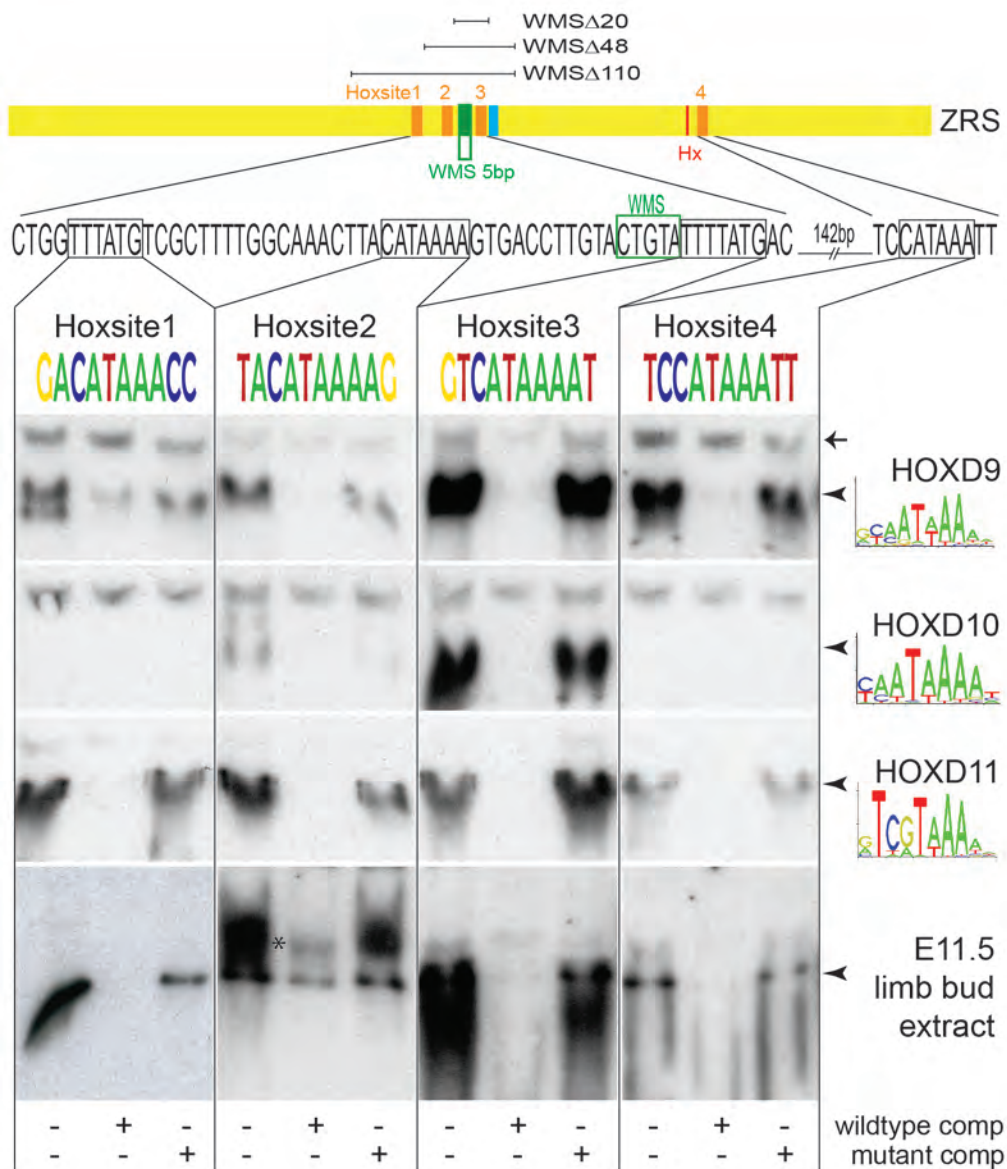 WMSΔ20
WMSΔ48
WMSΔ110
Hoxsite1 2 3 4
ZRS
WMS 5bp
Hx
WMS
CTGGTTTATGTCGCTTTTGGCAAACTTACATAAAAGTGACCTTGTACTGTATTTTATGAC 142bp TCCATAAATT
Hoxsite1 Hoxsite2 Hoxsite3 Hoxsite4
GACATAAACC TACATAAAAG GTCATAAAAT TCCATAAATT
HOXD9
HOXD10
HOXD11
*
E11.5
limb bud
extract
- + - - + - - + - - + - wildtype comp
- - + - - + - - + - - + mutant comp